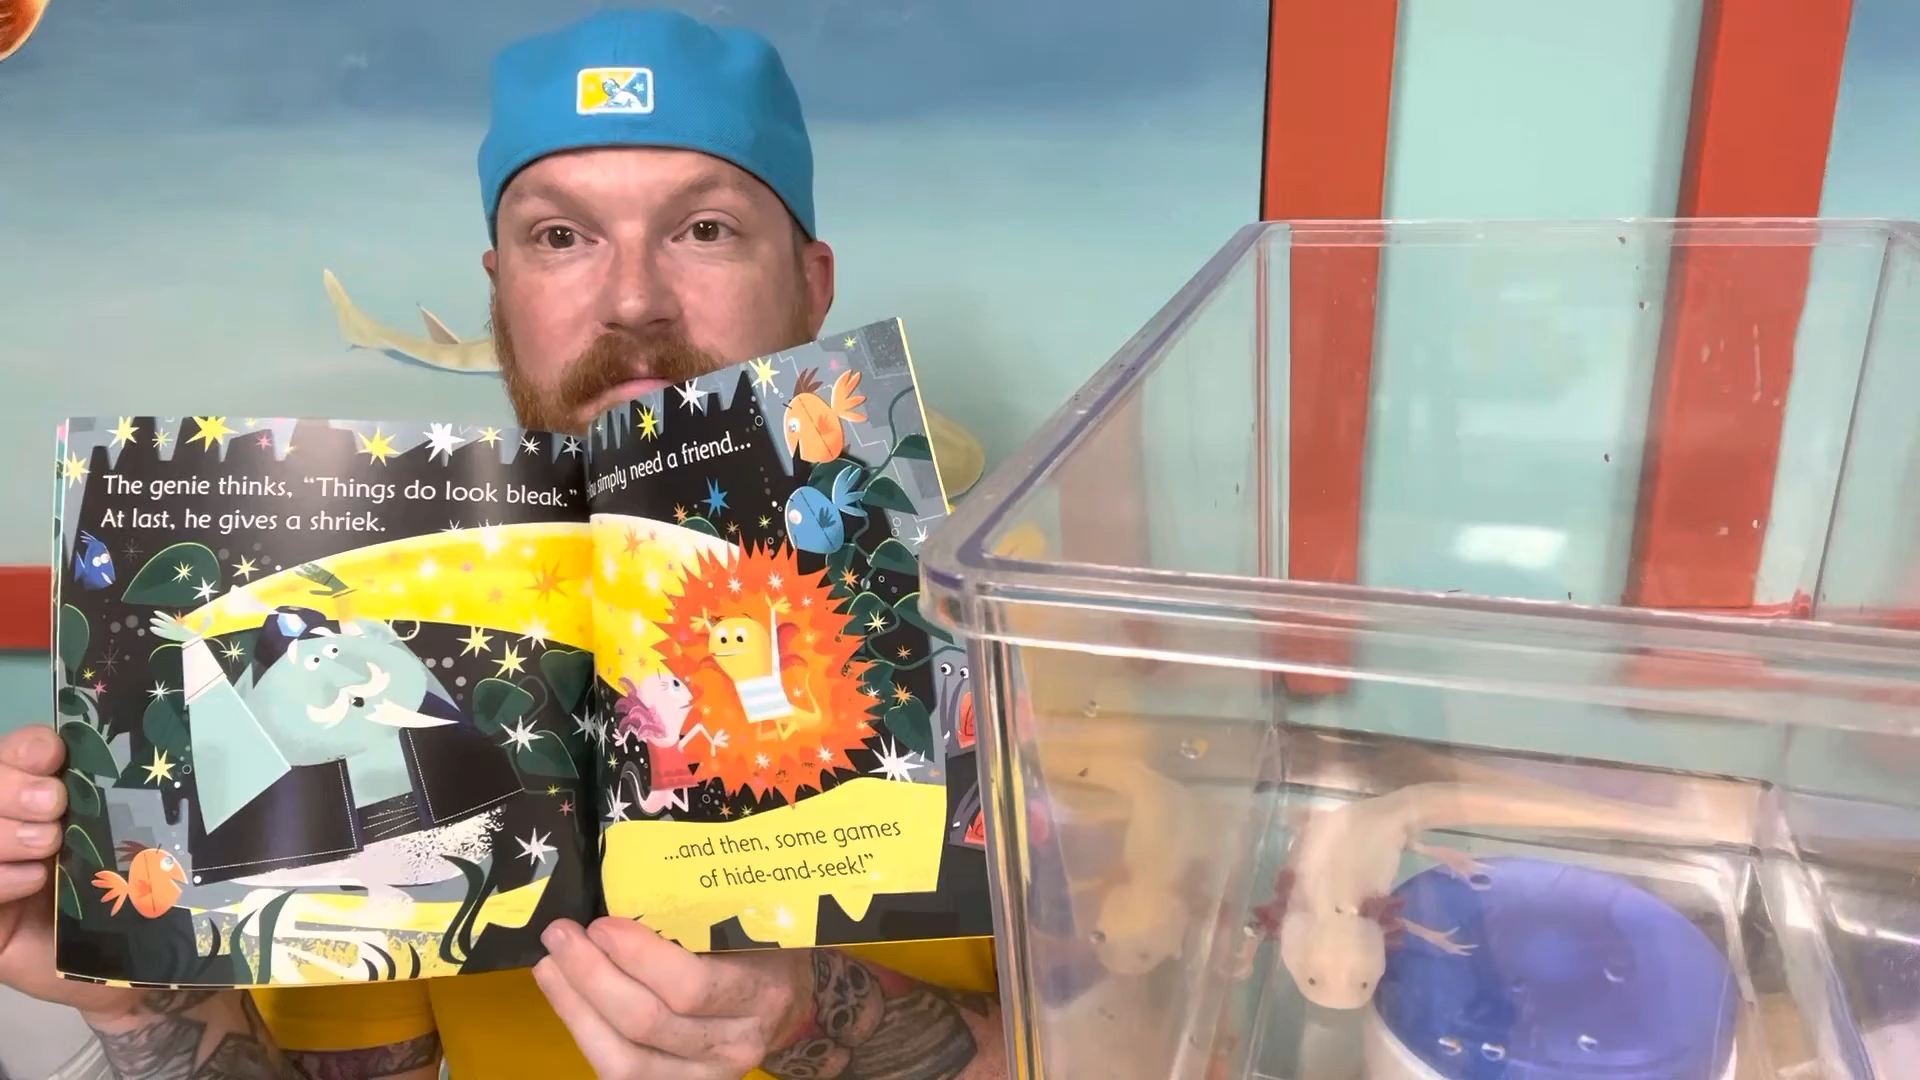 The genie thinks, “Things do look bleak.”
At last, he gives a shriek.
simply need a friend...
...and then, some games
of hide-and-seek!”